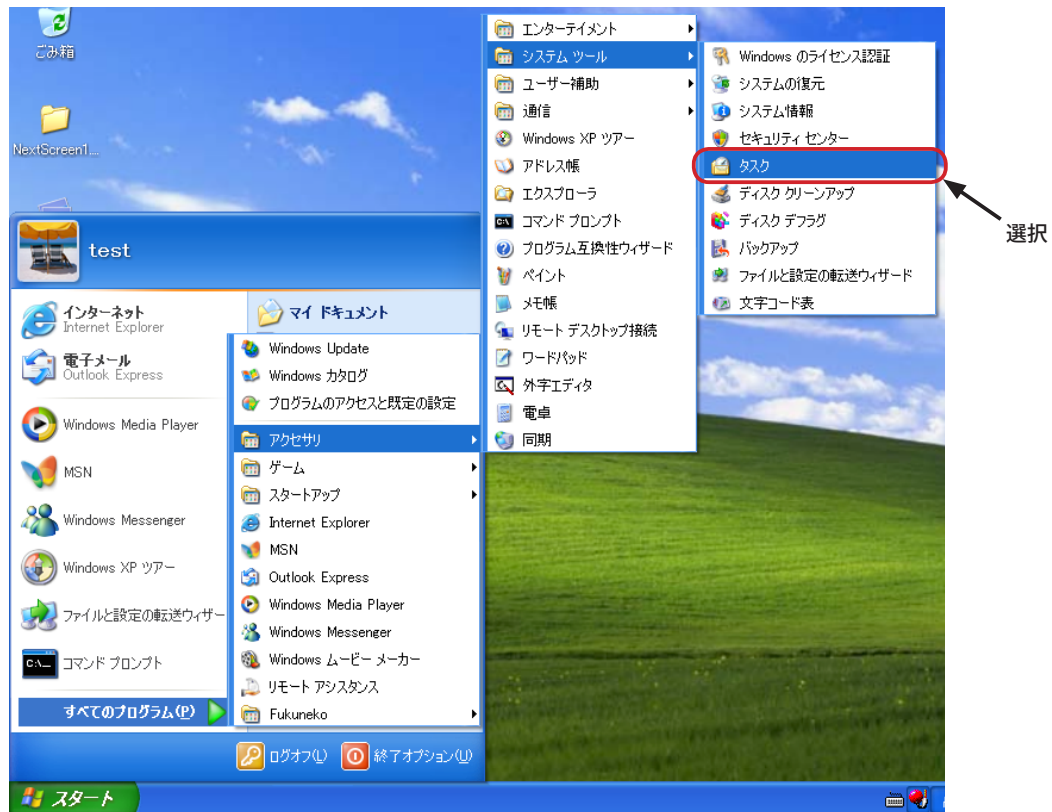 ごみ箱
NextScreen1...
test
インターネット
Internet Explorer
電子メール
Outlook Express
Windows Media Player
MSN
Windows Messenger
Windows XP ツアー
ファイルと設定の転送ウィザー
コマンド プロンプト
すべてのプログラム(P)
マイ ドキュメント
Windows Update
Windows カタログ
プログラムのアクセスと既定の設定
アクセサリ
ゲーム
スタートアップ
Internet Explorer
MSN
Outlook Express
Windows Media Player
Windows Messenger
Windows ムービー メーカー
リモート アシスタンス
Fukuneko
エンターテイメント
システム ツール
ユーザー補助
通信
Windows XP ツアー
アドレス帳
エクスプローラ
コマンド プロンプト
プログラム互換性ウィザード
ペイント
メモ帳
リモート デスクトップ接続
ワードパッド
外字エディタ
電卓
同期
Windows のライセンス認証
システムの復元
システム情報
セキュリティ センター
タスク
ディスク クリーンアップ
ディスク デフラグ
バックアップ
ファイルと設定の転送ウィザード
文字コード表
選択
ログオフ(L)
終了オプション(U)
スタート